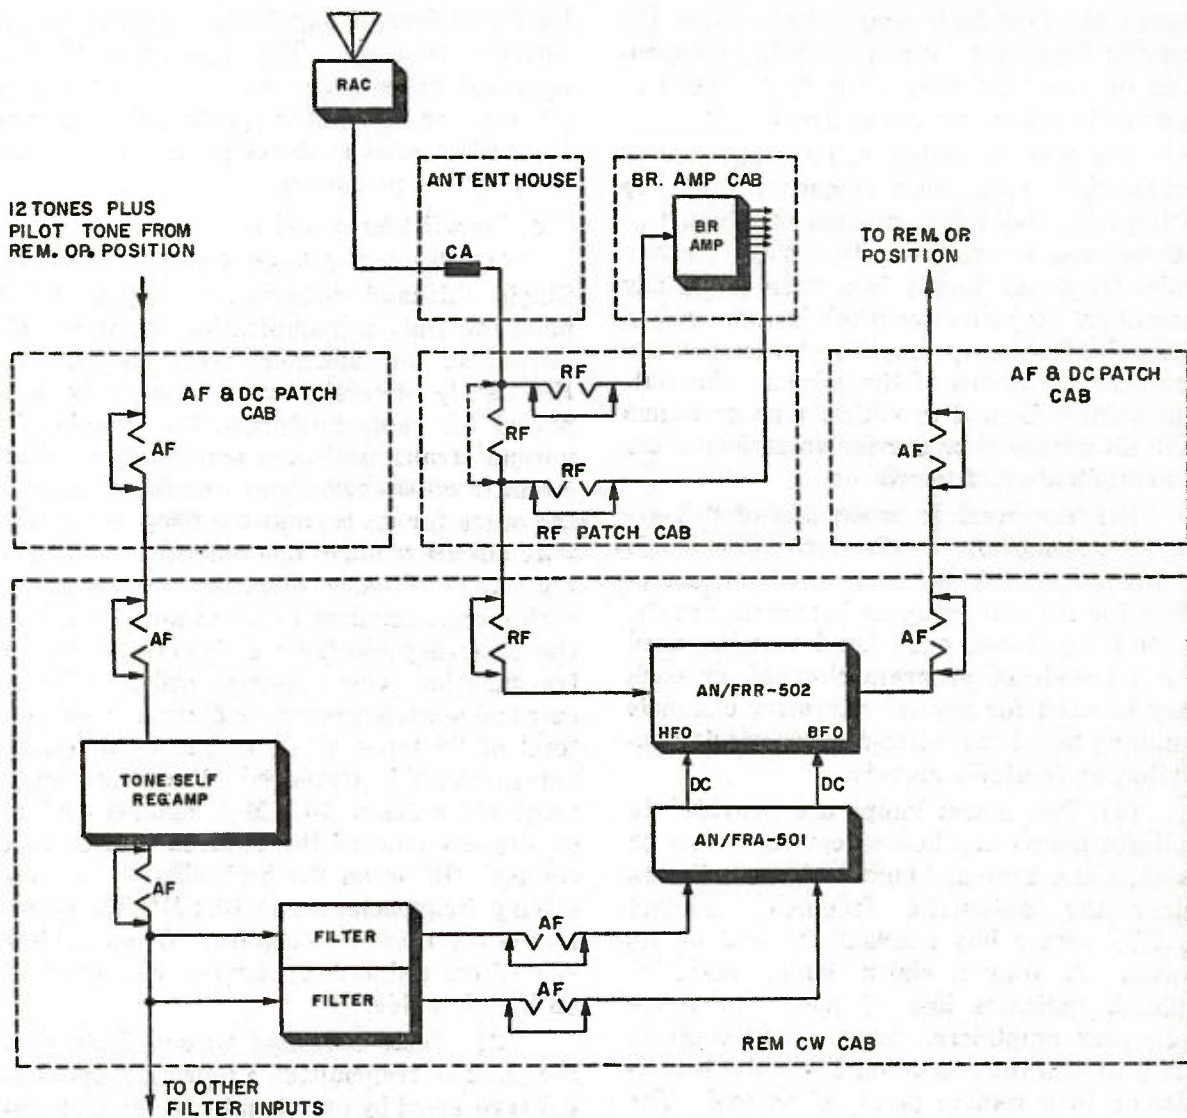 RAC
ANT ENT HOUSE
BR. AMP CAB
12 TONES PLUS
PILOT TONE FROM
REM. OR. POSITION
BR
AMP
TO REM. OR
POSITION
CA
AF & DC PATCH
CAB
RF
AF & DC PATCH
CAB
RF
AF
AF
RF
RF PATCH CAB
AF
RF
AF
AN/FRR-502
HFO
BFO
TONE SELF
REG. AMP
DC
DC
AN/FRA-501
AF
FILTER
AF
FILTER
AF
REM CW CAB
TO OTHER
FILTER INPUTS